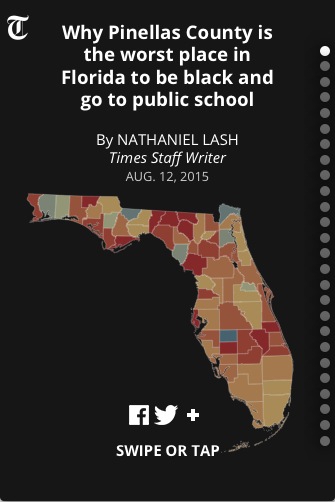 T
Why Pinellas County is
the worst place in
Florida to be black and
go to public school
By NATHANIEL LASH
Times Staff Writer
AUG. 12, 2015
SWIPE OR TAP